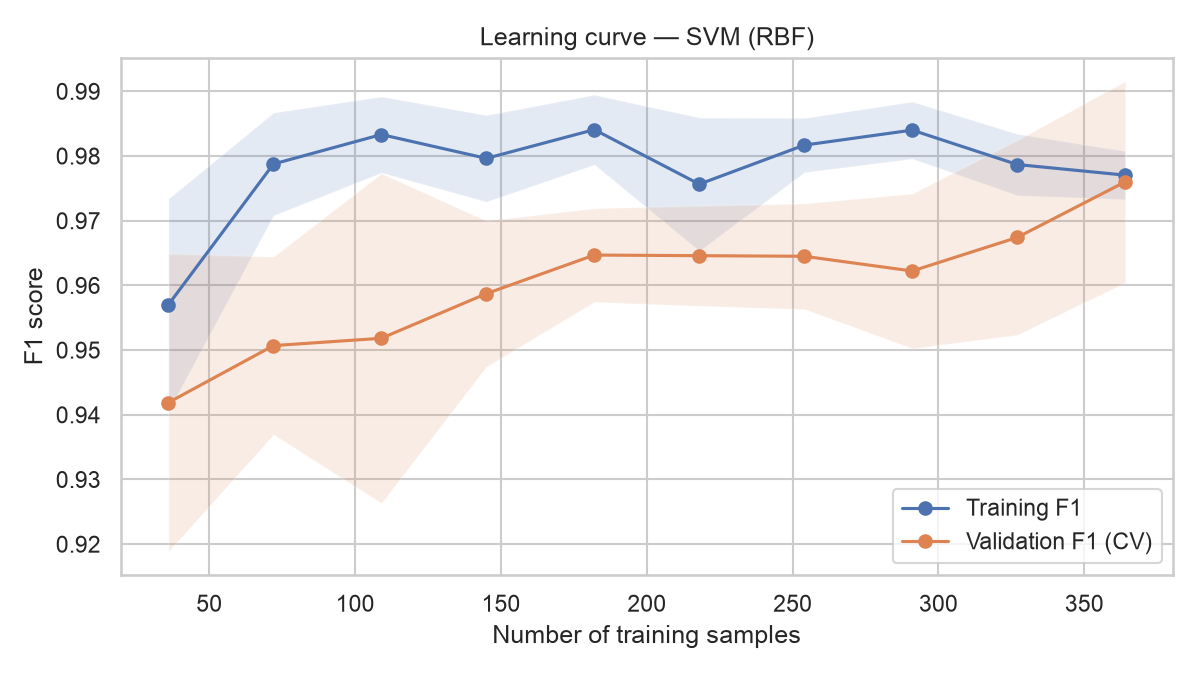 Learning curve — SVM (RBF)
F1 score
0.99
0.98
0.97
0.96
0.95
0.94
0.93
0.92
Training F1
Validation F1 (CV)
50 100 150 200 250 300 350
Number of training samples